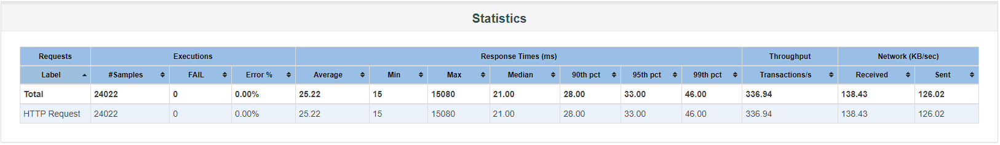 Statistics
Requests Executions Response Times (ms) Throughput Network (KB/sec)
Label #Samples FAIL Error % Average Min Max Median 90th pct 95th pct 99th pct Transactions/s Received Sent
Total 24022 0 0.00% 25.22 15 15080 21.00 28.00 33.00 46.00 336.94 138.43 126.02
HTTP Request 24022 0 0.00% 25.22 15 15080 21.00 28.00 33.00 46.00 336.94 138.43 126.02